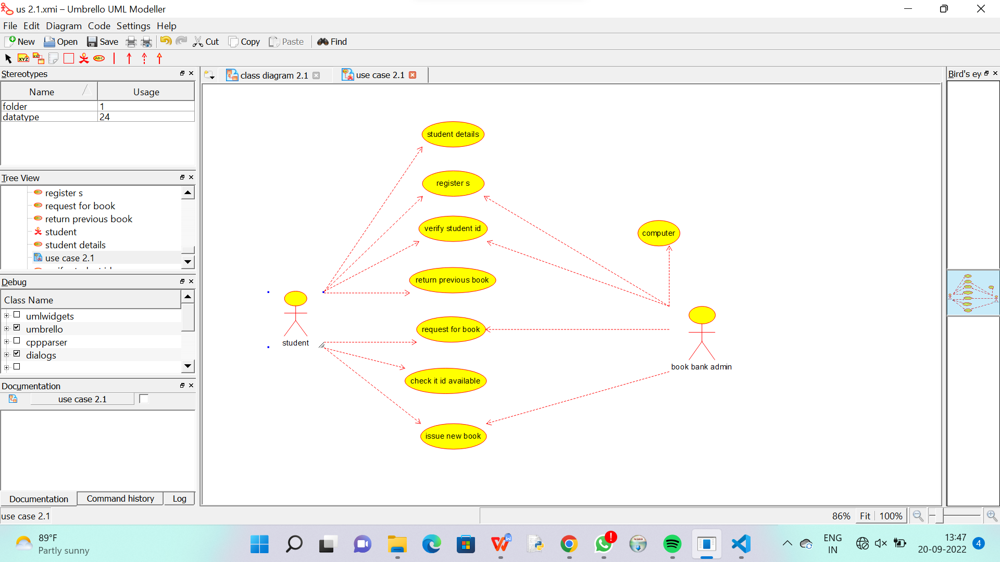 us 2.1.xmi – Umbrello UML Modeller
File Edit Diagram Code Settings Help
New Open Save Cut Copy Paste Find
XYZ XYZ ABC
Stereotypes
Name Usage
folder 1
datatype 24
Tree View
register s
request for book
return previous book
student
student details
use case 2.1
Debug
Class Name
umlwidgets
umbrello
cppparser
dialogs
Documentation
use case 2.1
Documentation Command history Log
class diagram 2.1
use case 2.1
student details
register s
verify student id
computer
return previous book
student
request for book
book bank admin
check it id available
issue new book
Bird's ey
use case 2.1
86% Fit 100%
89°F
Partly sunny
ENG
IN
13:47
20-09-2022
4